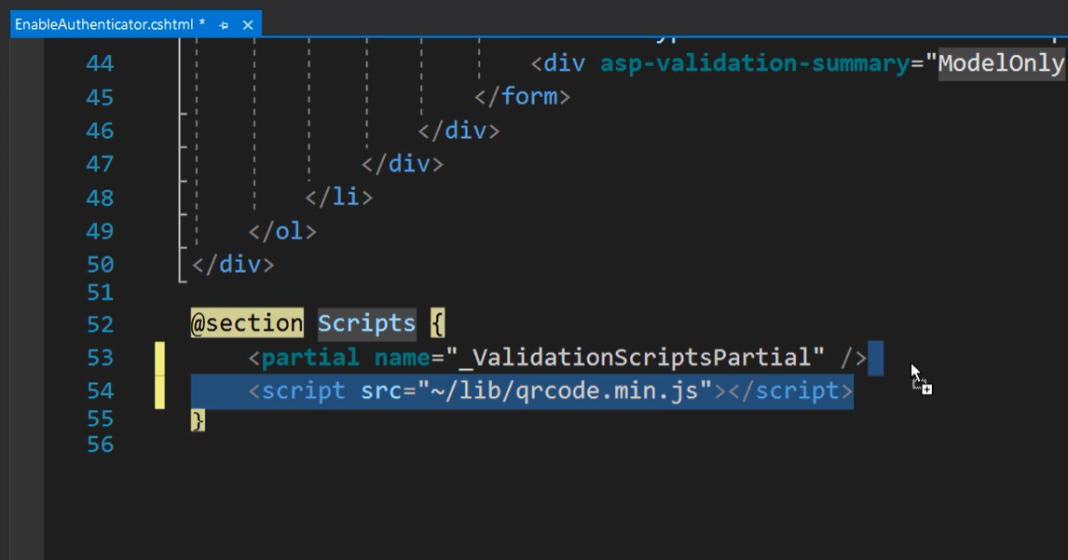 EnableAuthenticator.cshtml *
44 <div asp-validation-summary="ModelOnly
45 </form>
46 </div>
47 </div>
48 </li>
49 </ol>
50 </div>
51
52 @section Scripts {
53 <partial name="_ValidationScriptsPartial" />
54 <script src="~/lib/qrcode.min.js"></script>
55 }
56